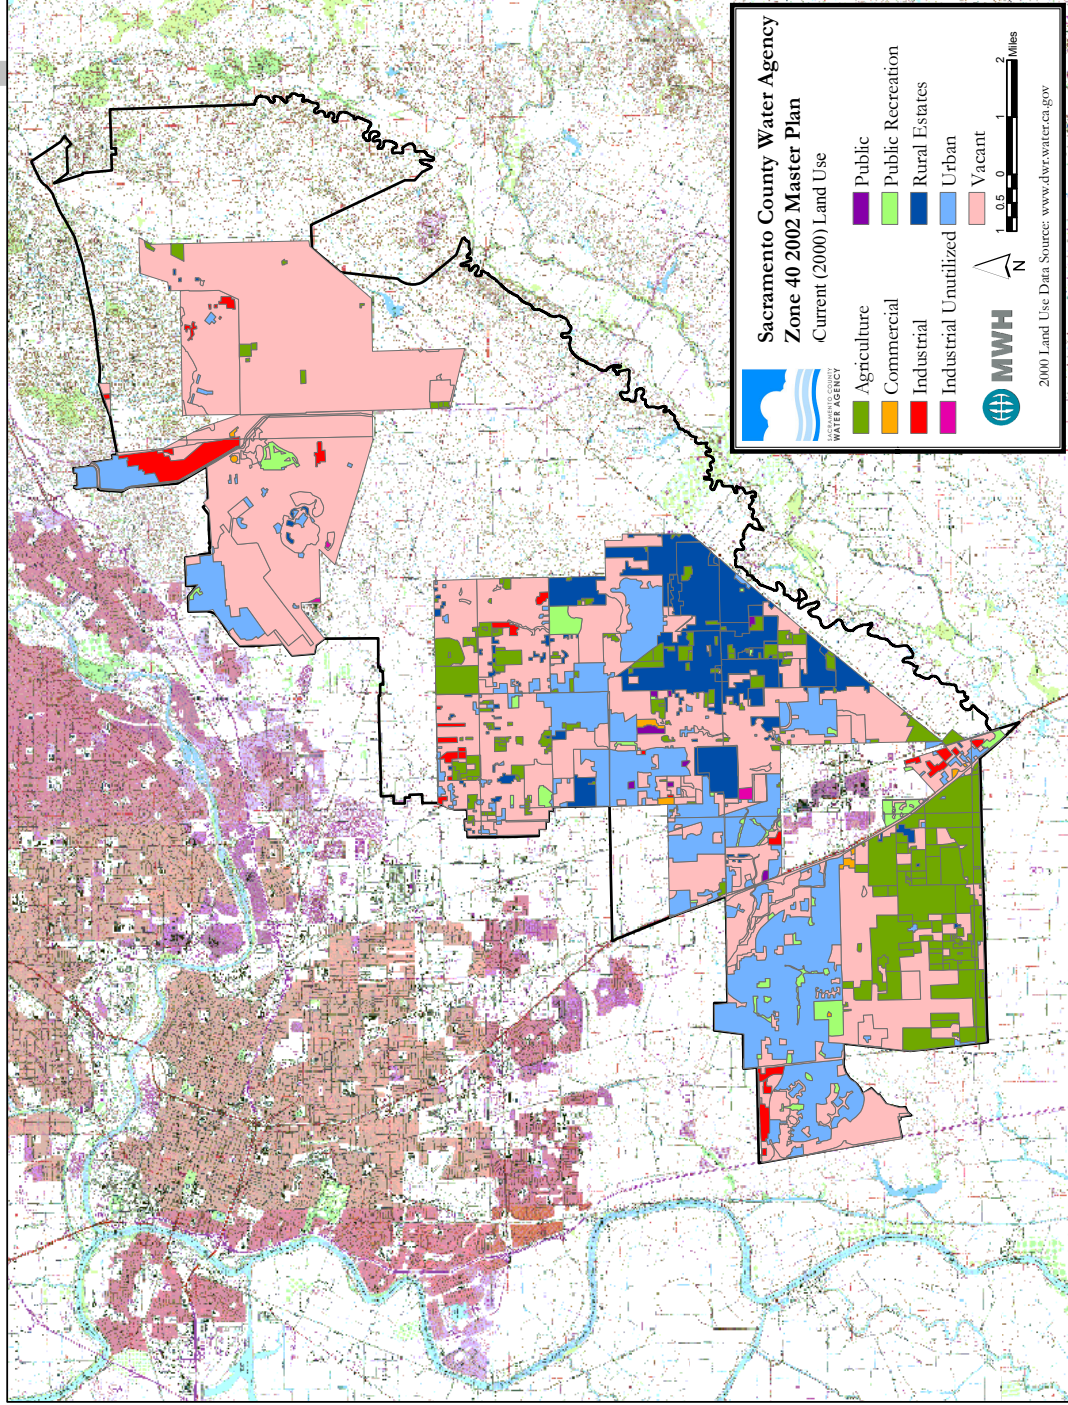 Sacramento County Water Agency
Zone 40 2002 Master Plan
Current (2000) Land Use
SACRAMENTO COUNTY
WATER AGENCY
Agriculture
Commercial
Industrial
Industrial Unutilized
Public
Public Recreation
Rural Estates
Urban
Vacant
MWH
N
1 0.5 0 1 2
Miles
2000 Land Use Data Source: www.dwr.water.ca.gov